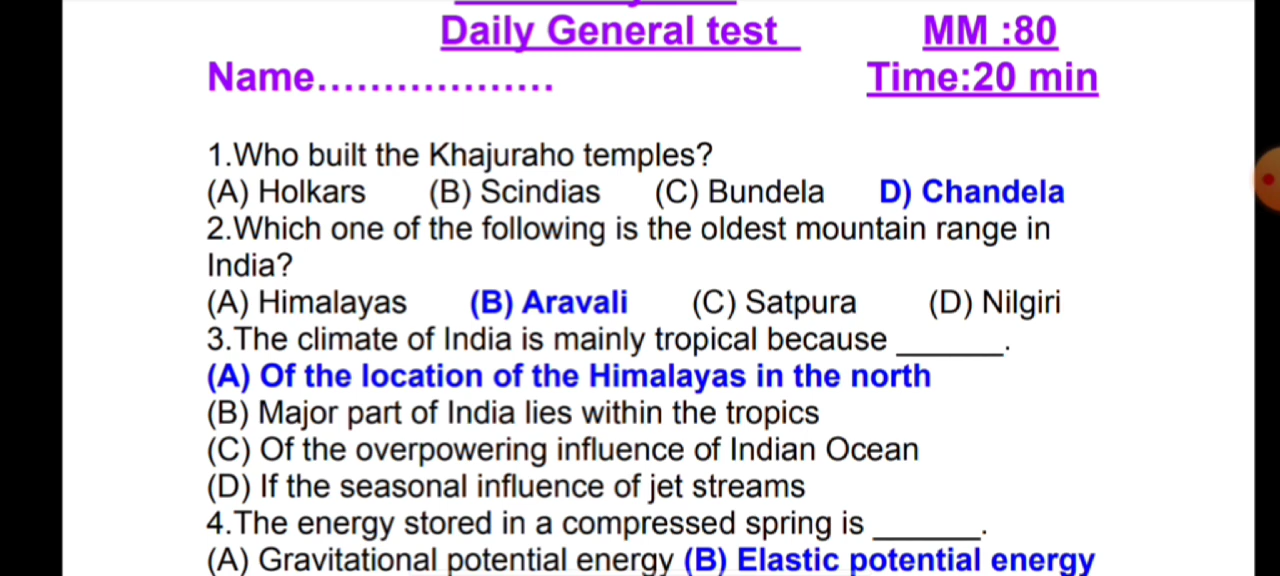 Daily General test MM :80
Name.................. Time:20 min
1.Who built the Khajuraho temples?
(A) Holkars (B) Scindias (C) Bundela D) Chandela
2.Which one of the following is the oldest mountain range in
India?
(A) Himalayas (B) Aravali (C) Satpura (D) Nilgiri
3.The climate of India is mainly tropical because ______.
(A) Of the location of the Himalayas in the north
(B) Major part of India lies within the tropics
(C) Of the overpowering influence of Indian Ocean
(D) If the seasonal influence of jet streams
4.The energy stored in a compressed spring is ______.
(A) Gravitational potential energy (B) Elastic potential energy